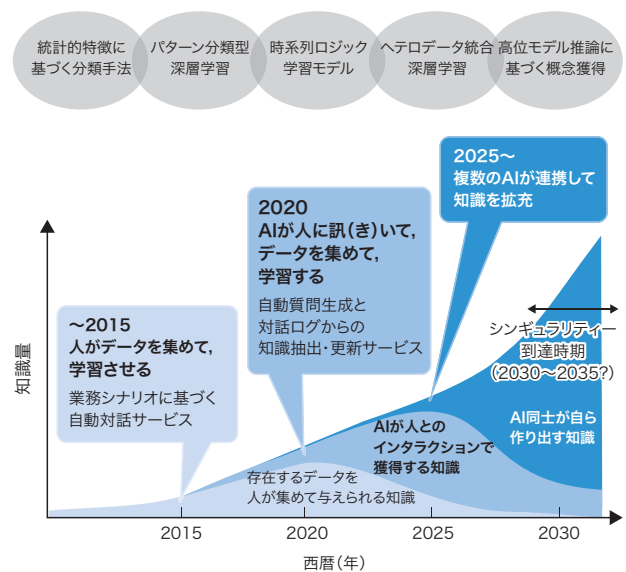 統計的特徴に
基づく分類手法
パターン分類型
深層学習
時系列ロジック
学習モデル
ヘテロデータ統合
深層学習
高位モデル推論に
基づく概念獲得
2025～
複数のAIが連携して
知識を拡充
2020
AIが人に訊（き）いて，
データを集めて，
学習する
自動質問生成と
対話ログからの
知識抽出・更新サービス
～2015
人がデータを集めて，
学習させる
業務シナリオに基づく
自動対話サービス
シンギュラリティー
到達時期
（2030～2035?）
知識量
AI同士が自ら
作り出す知識
AIが人との
インタラクションで
獲得する知識
存在するデータを
人が集めて与えられる知識
2015
2020
2025
2030
西暦（年）